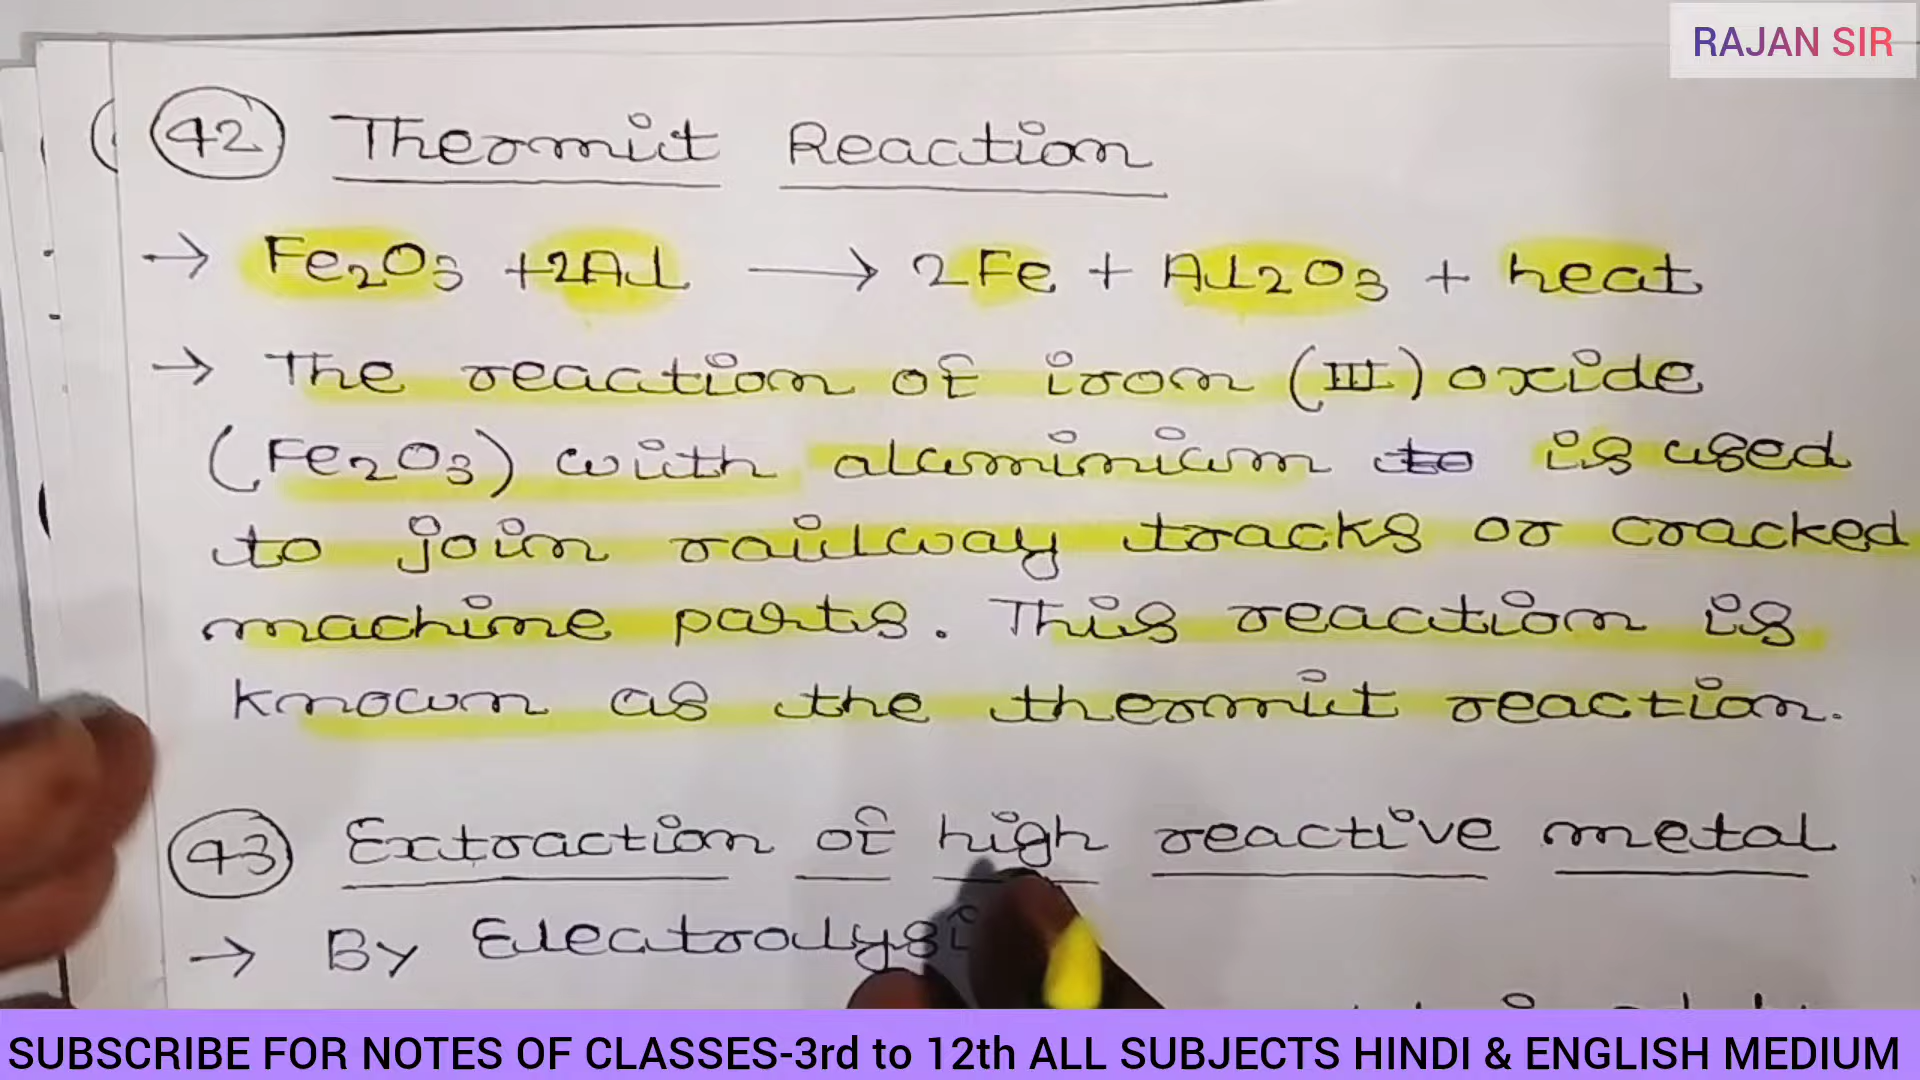 RAJAN SIR
42 Thermit Reaction
→ Fe₂O₃ + 2Al → 2Fe + Al₂O₃ + heat
→ The reaction of iron (III) oxide
(Fe₂O₃) with aluminium to is used
to join railway tracks or cracked
machine parts. This reaction is
known as the thermit reaction.
43 Extraction of high reactive metal
→ By
SUBSCRIBE FOR NOTES OF CLASSES-3rd to 12th ALL SUBJECTS HINDI & ENGLISH MEDIUM